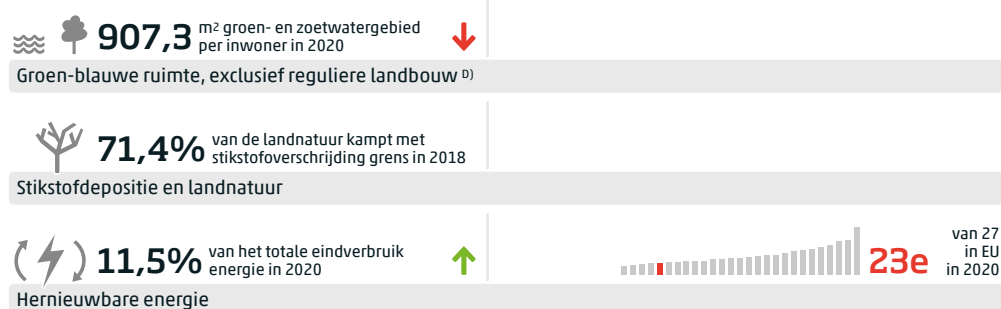 907,3 m² groen- en zoetwatergebied
per inwoner in 2020
Groen-blauwe ruimte, exclusief reguliere landbouw D)
71,4% van de landnatuur kampt met
stikstofoverschrijding grens in 2018
Stikstofdepositie en landnatuur
11,5% van het totale eindverbruik
energie in 2020
23e van 27
in EU
in 2020
Hernieuwbare energie